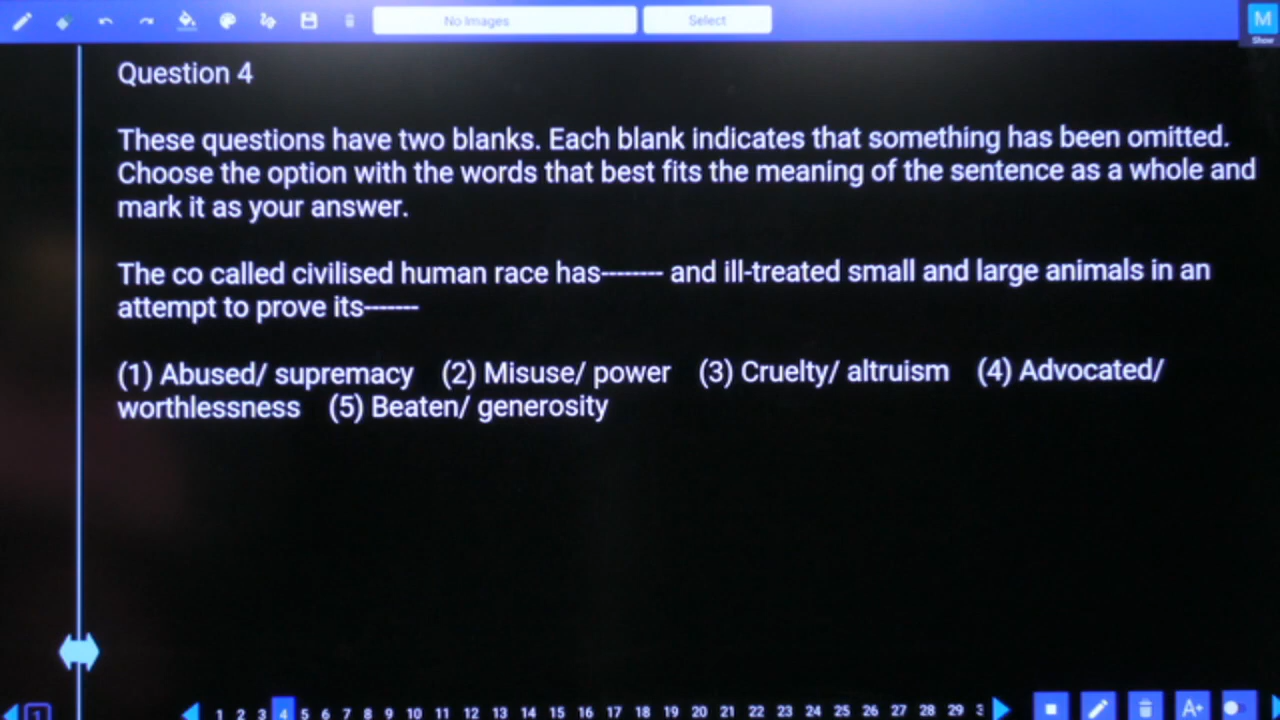 No Images
Select
M
Show
Question 4
These questions have two blanks. Each blank indicates that something has been omitted.
Choose the option with the words that best fits the meaning of the sentence as a whole and
mark it as your answer.
The co called civilised human race has-------- and ill-treated small and large animals in an
attempt to prove its-------
(1) Abused/ supremacy (2) Misuse/ power (3) Cruelty/ altruism (4) Advocated/
worthlessness (5) Beaten/ generosity
1
1 2 3 4 5 6 7 8 9 10 11 12 13 14 15 16 17 18 19 20 21 22 23 24 25 26 27 28 29
A+